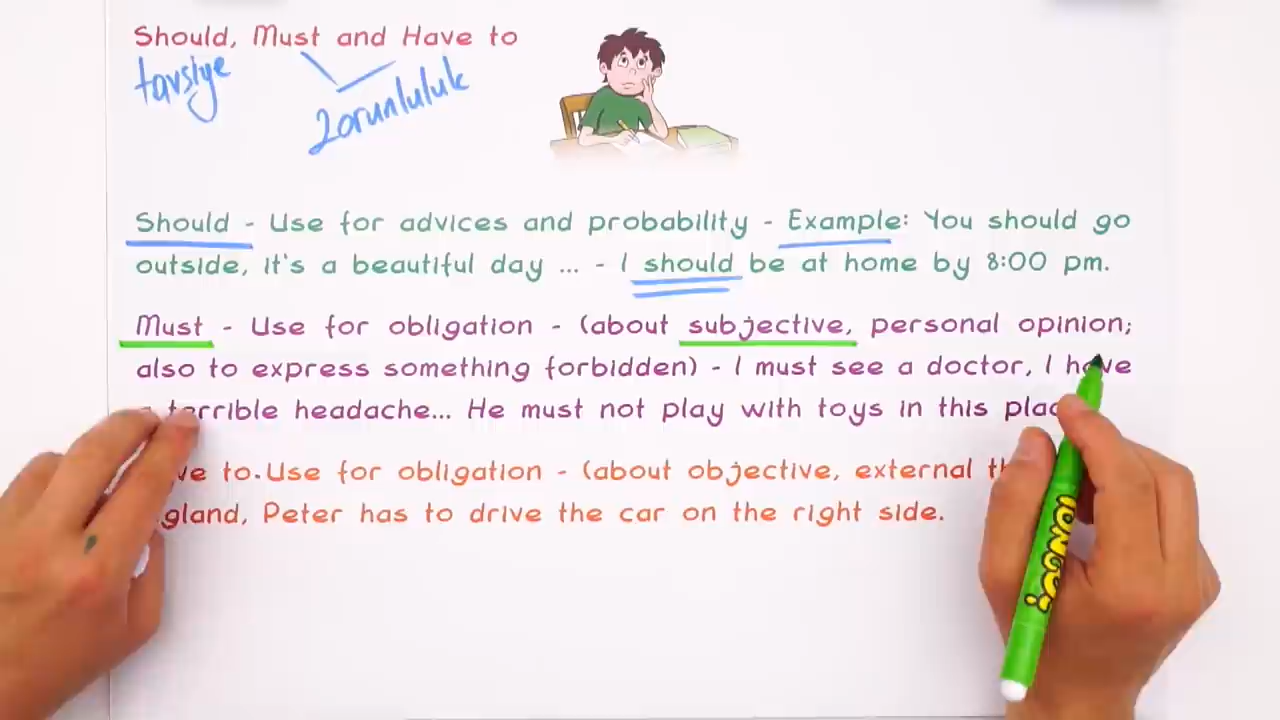 Should, Must and Have to
tavsiye
zorunluluk
Should - Use for advices and probability - Example: You should go
outside, it's a beautiful day ... - I should be at home by 8:00 pm.
Must - Use for obligation - (about subjective, personal opinion;
also to express something forbidden) - I must see a doctor, I have
terrible headache... He must not play with toys in this
to. Use for obligation - (about objective, external
Peter has to drive the car on the right side.